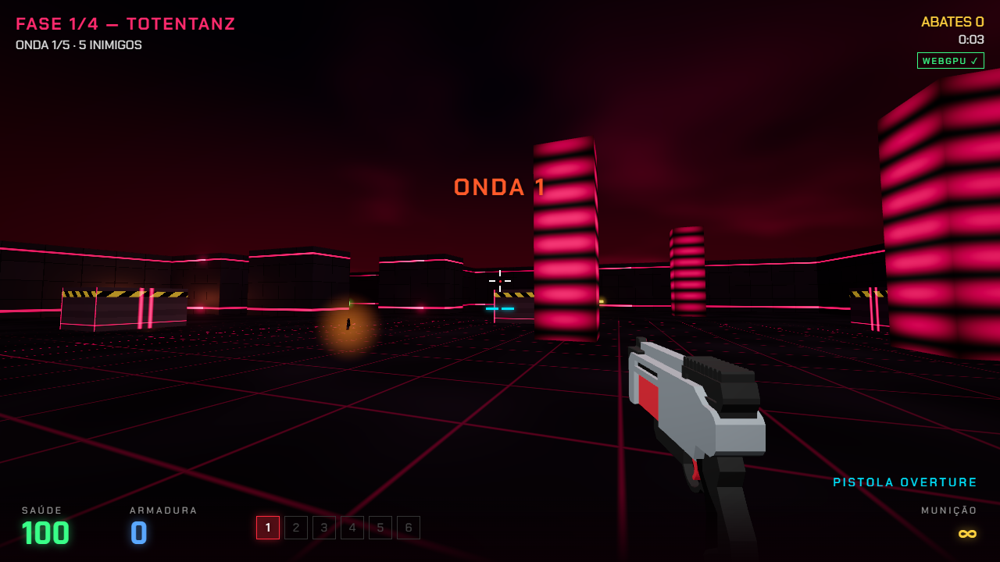 FASE 1/4 — TOTENTANZ
ONDA 1/5 · 5 INIMIGOS
ABATES 0
0:03
WEBGPU ✓
ONDA 1
PISTOLA OVERTURE
SAÚDE
100
ARMADURA
0
1 2 3 4 5 6
MUNIÇÃO
∞